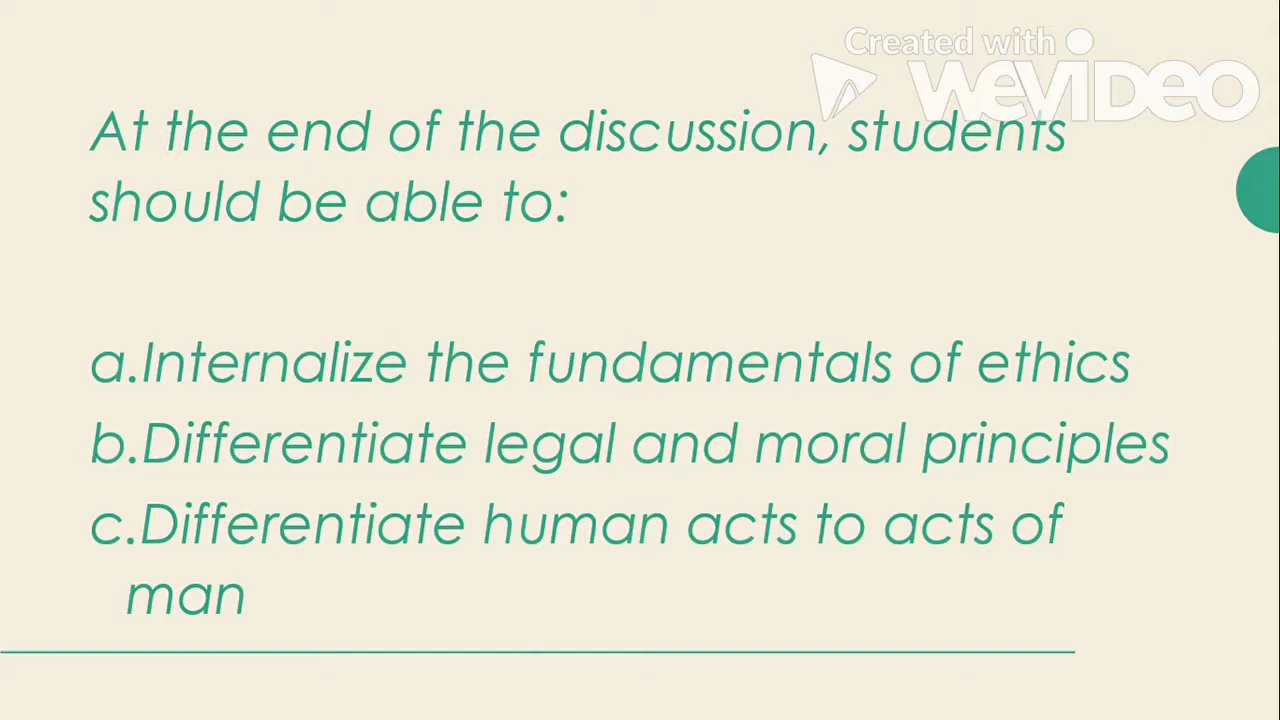 Created with
WEVIDEO
At the end of the discussion, students
should be able to:
a.Internalize the fundamentals of ethics
b.Differentiate legal and moral principles
c.Differentiate human acts to acts of
man